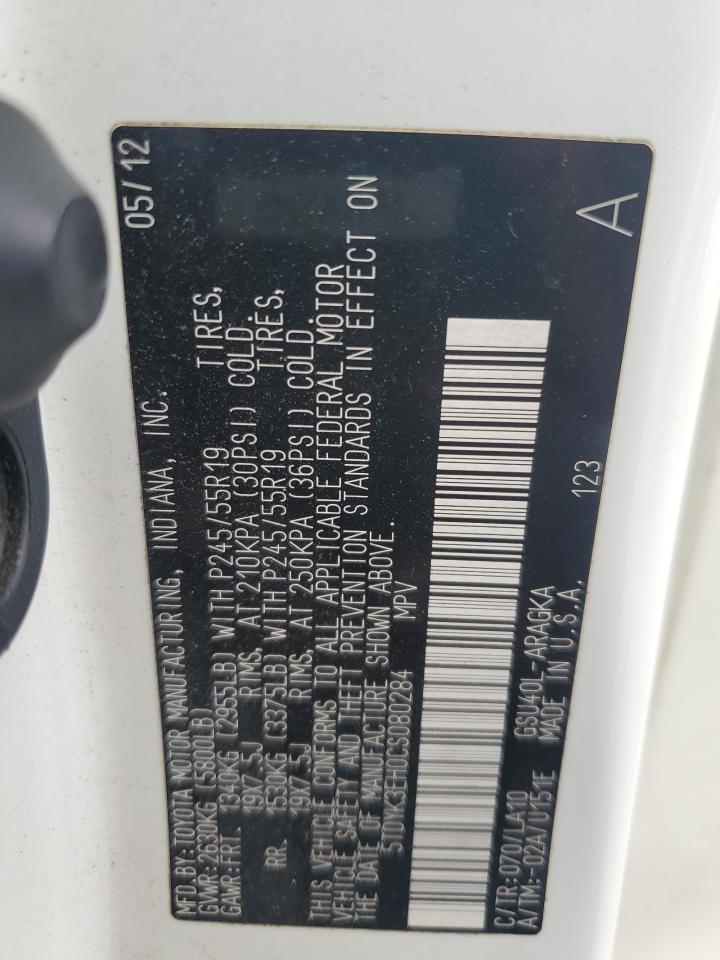 MFD. BY: TOYOTA MOTOR MANUFACTURING, INDIANA, INC. 05/12
GVWR: 2630KG (5800LB)
GAWR: FRT. 1340KG (2955LB) WITH P245/55R19 TIRES,
19X7.5J RIMS, AT 210KPA (30PSI) COLD.
RR. 1530KG (3375LB) WITH P245/55R19 TIRES,
19X7.5J RIMS, AT 250KPA (36PSI) COLD.
THIS VEHICLE CONFORMS TO ALL APPLICABLE FEDERAL MOTOR
VEHICLE SAFETY AND THEFT PREVENTION STANDARDS IN EFFECT ON
THE DATE OF MANUFACTURE SHOWN ABOVE.
MPV
C/TR: 070/LA10 GSU40L-ARAGKA 123
A/TM: -02A/U151E MADE IN U.S.A. A